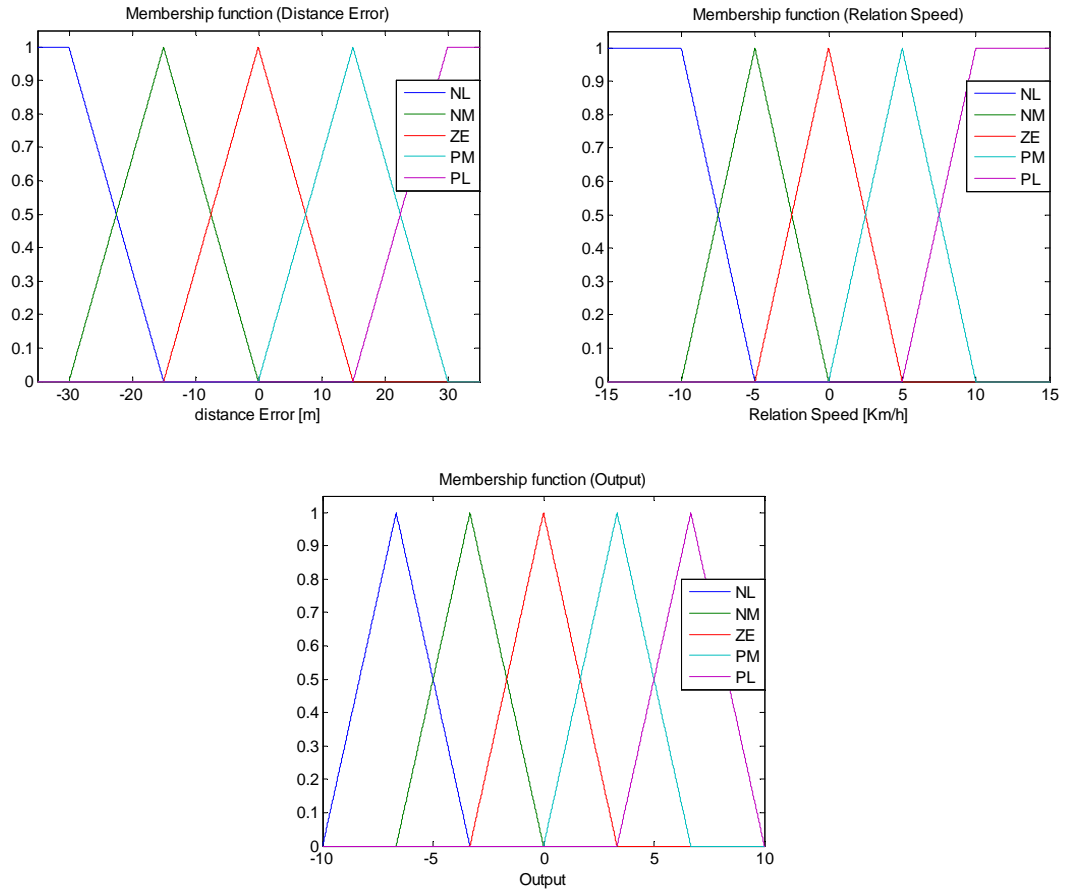 Membership function (Distance Error)
1
0.9
0.8
0.7
0.6
0.5
0.4
0.3
0.2
0.1
0
-30
-20
-10
0
10
20
30
distance Error [m]
NL
NM
ZE
PM
PL
Membership function (Relation Speed)
1
0.9
0.8
0.7
0.6
0.5
0.4
0.3
0.2
0.1
0
-15
-10
-5
0
5
10
15
Relation Speed [Km/h]
NL
NM
ZE
PM
PL
Membership function (Output)
1
0.9
0.8
0.7
0.6
0.5
0.4
0.3
0.2
0.1
0
-10
-5
0
5
10
Output
NL
NM
ZE
PM
PL